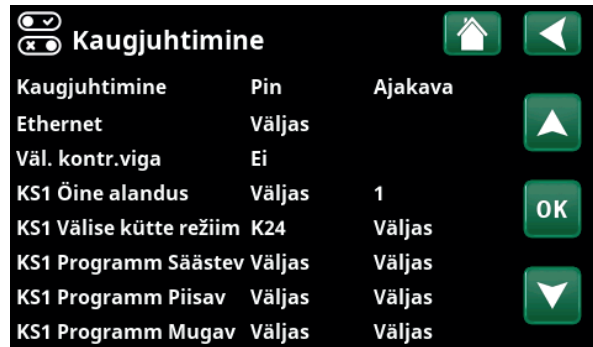 Kaugjuhtimine
Kaugjuhtimine Pin Ajakava
Ethernet Väljas
Väl. kontr.viga Ei
KS1 Öine alandus Väljas 1
OK
KS1 Välise kütte režiim K24 Väljas
KS1 Programm Säästev Väljas Väljas
KS1 Programm Piisav Väljas Väljas
KS1 Programm Mugav Väljas Väljas